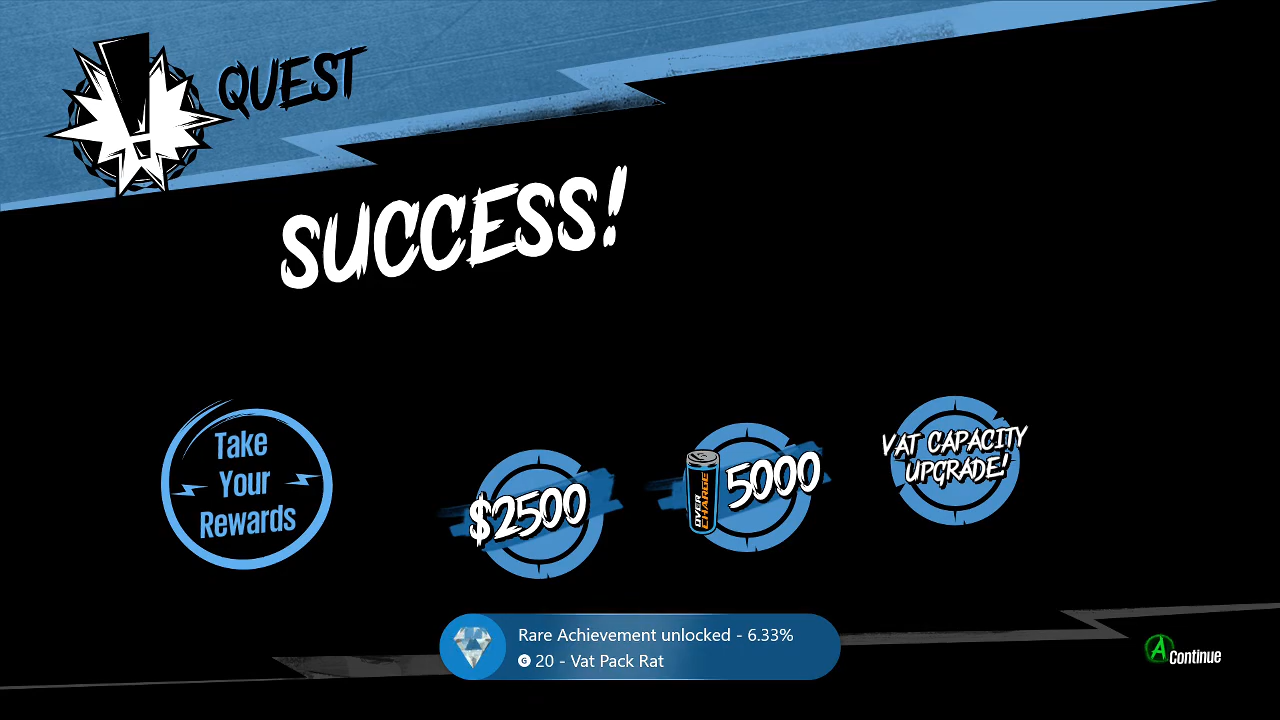 QUEST
SUCCESS!
Take
Your
Rewards
$2500
OVER
CHARGE
5000
VAT CAPACITY
UPGRADE!
Rare Achievement unlocked - 6.33%
G 20 - Vat Pack Rat
A Continue